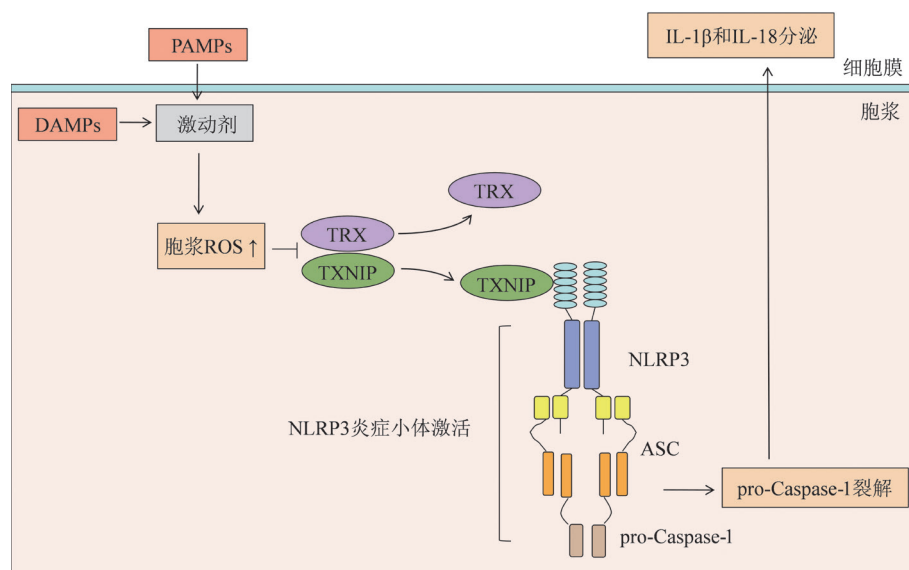 PAMPs
IL-1β和IL-18分泌
细胞膜
DAMPs
激动剂
胞浆
TRX
胞浆ROS↑
TRX
TXNIP
TXNIP
NLRP3
NLRP3炎症小体激活
ASC
pro-Caspase-1裂解
pro-Caspase-1